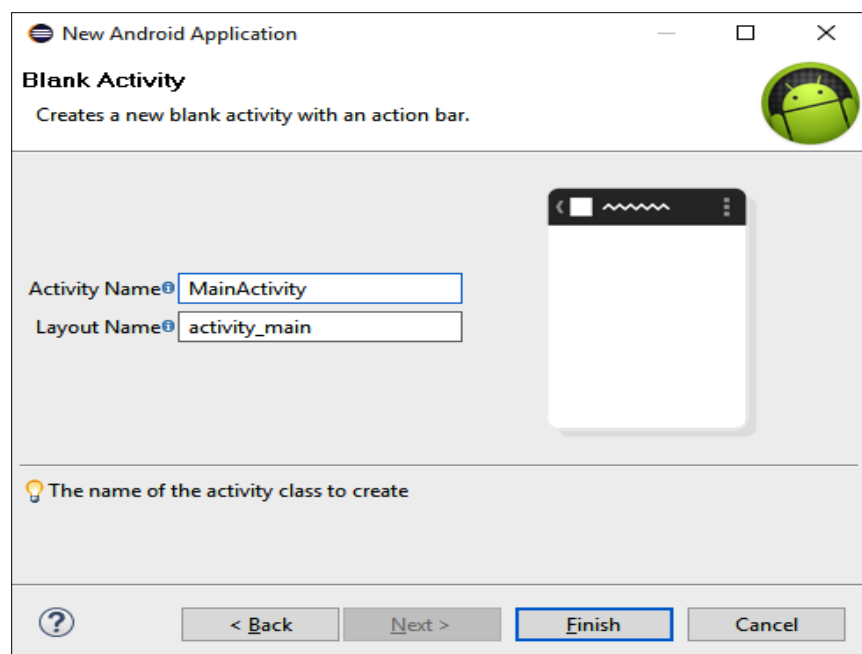 New Android Application
Blank Activity
Creates a new blank activity with an action bar.
Activity Name MainActivity
Layout Name activity_main
The name of the activity class to create
? < Back Next > Finish Cancel